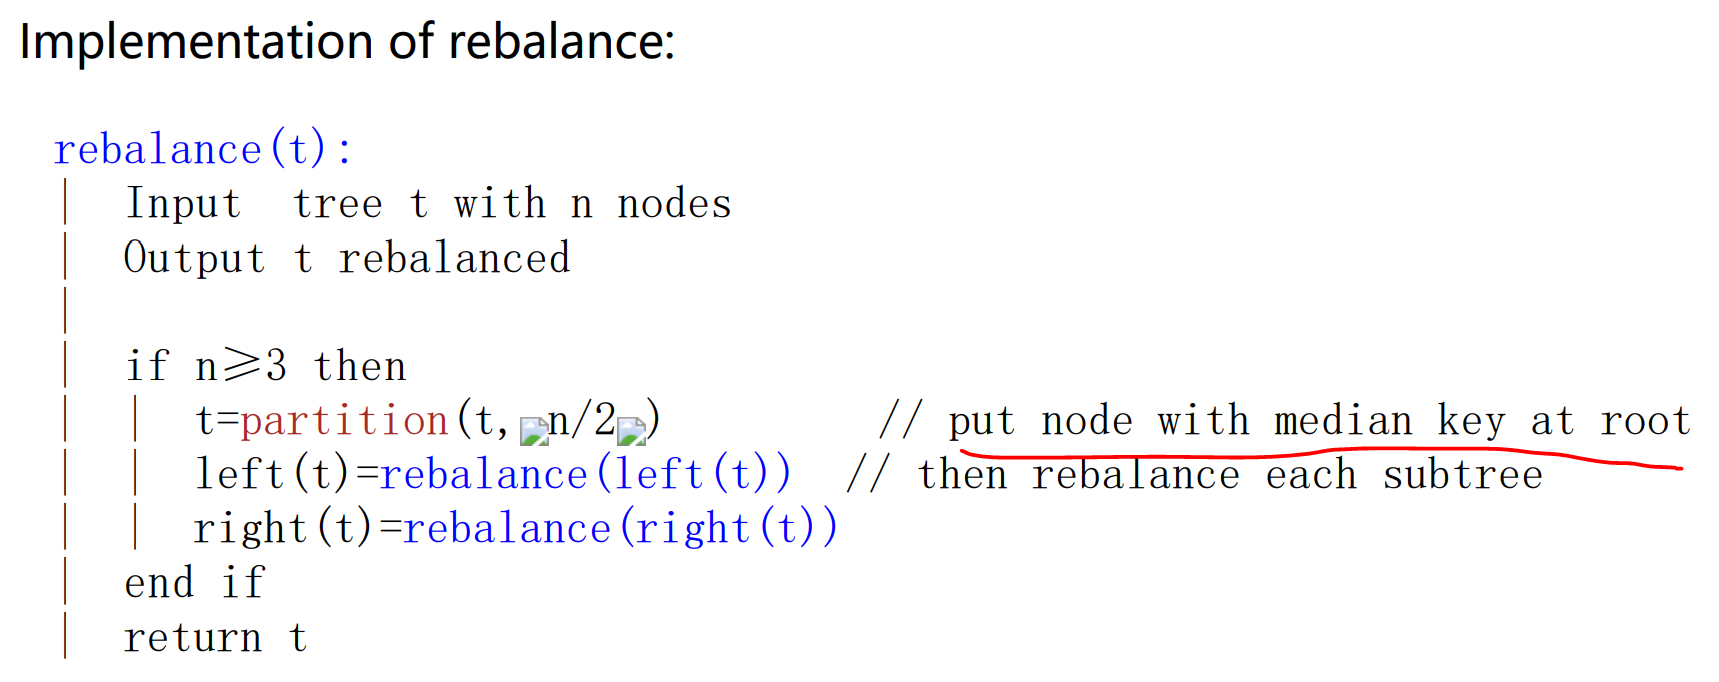 Implementation of rebalance:
rebalance(t):
Input  tree t with n nodes
Output t rebalanced
if n≥3 then
t=partition(t,n/2) // put node with median key at root
left(t)=rebalance(left(t)) // then rebalance each subtree
right(t)=rebalance(right(t))
end if
return t